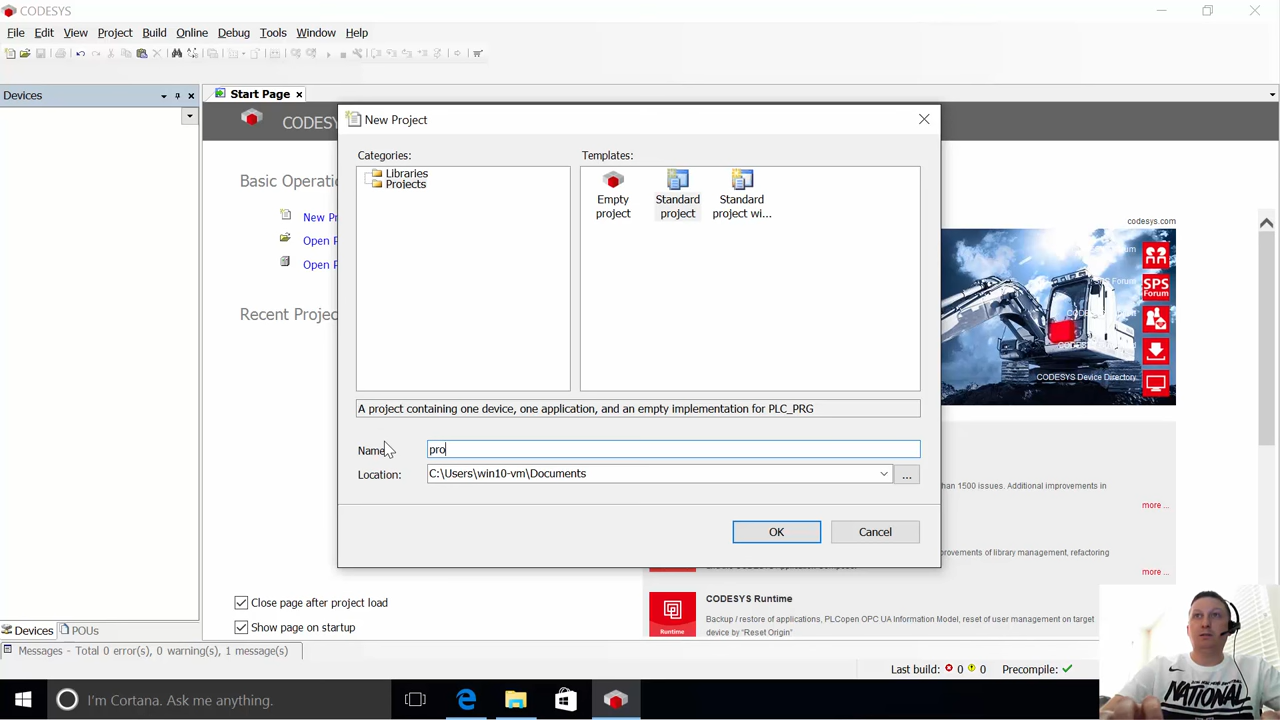 CODESYS
File Edit View Project Build Online Debug Tools Window Help
Devices
Start Page
CODESY
Basic Operati
New Pr
Open P
Open P
Recent Projec
New Project
Categories:
Libraries
Projects
Templates:
Empty project
Standard project
Standard project wi...
A project containing one device, one application, and an empty implementation for PLC_PRG
Name
pro
Location:
C:\Users\win10-vm\Documents
...
OK
Cancel
codesys.com
SPS
Forum
CODESYS Device Directory
han 1500 issues. Additional improvements in
more ...
provements of library management, refactoring
more ...
CODESYS Runtime
Runtime
Backup / restore of applications, PLCopen OPC UA Information Model, reset of user management on target
device by "Reset Origin"
Close page after project load
Show page on startup
Devices
POUs
Messages - Total 0 error(s), 0 warning(s), 1 message(s)
Last build: 0 0 Precompile:
I'm Cortana. Ask me anything.
NATIONAL